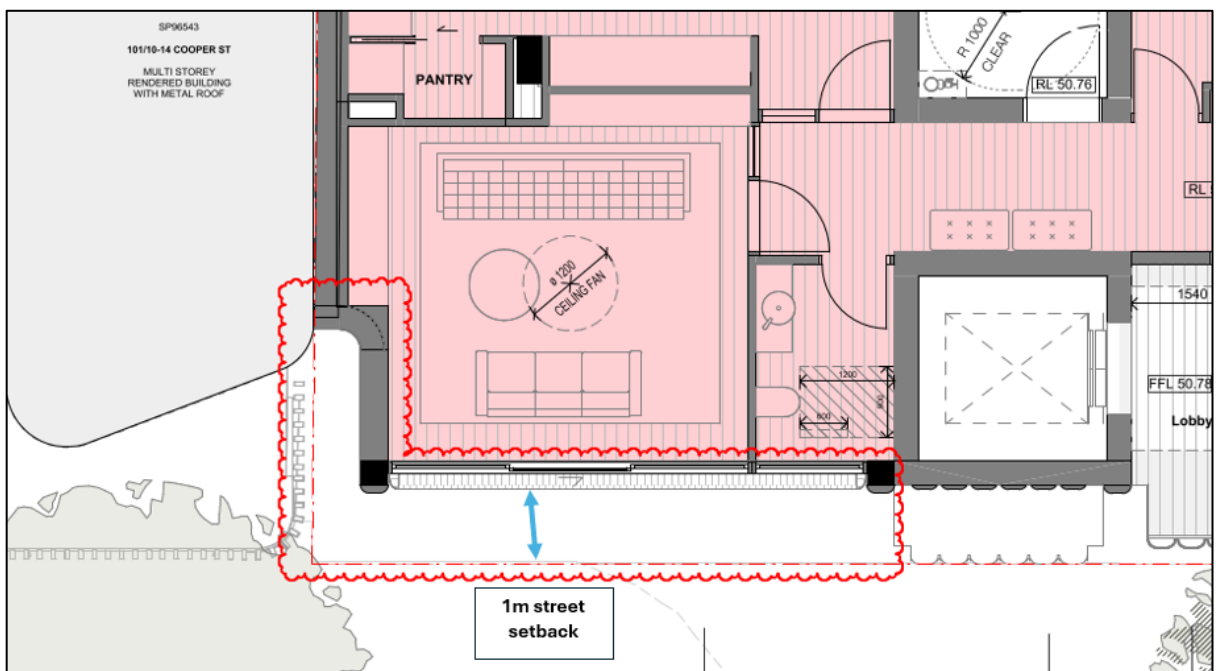 SP96543
101/10-14 COOPER ST
MULTI STOREY
RENDERED BUILDING
WITH METAL ROOF
PANTRY
R 1000
CLEAR
RL 50.76
RL
ø 1200
CEILING FAN
1540
1200
600
FFL 50.78
Lobby
1m street
setback